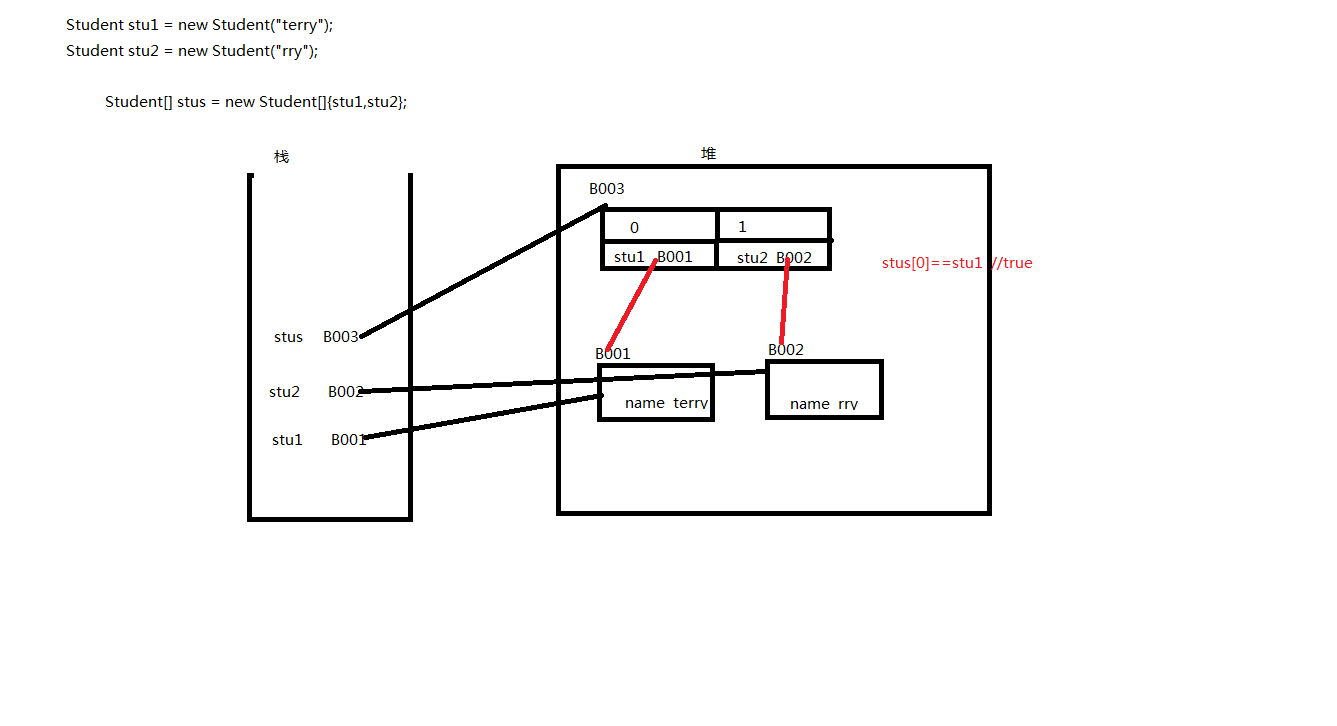 Student stu1 = new Student("terry");
Student stu2 = new Student("rry");
Student[] stus = new Student[]{stu1,stu2};
栈
堆
B003
0 1
stu1 B001 stu2 B002
stus[0]==stu1 //true
stus B003
B001 B002
stu2 B002
name terry name rry
stu1 B001